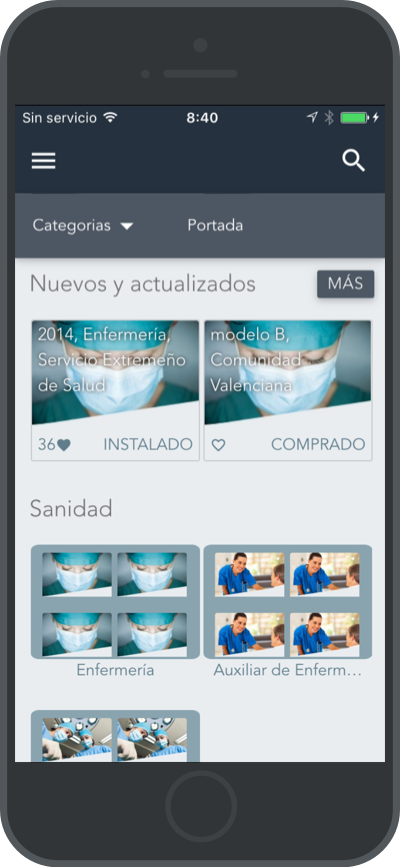 Sin servicio 8:40
Categorias Portada
Nuevos y actualizados MÁS
2014, Enfermería,
Servicio Extremeño
de Salud
modelo B,
Comunidad
Valenciana
36 INSTALADO
COMPRADO
Sanidad
Enfermería
Auxiliar de Enferm...